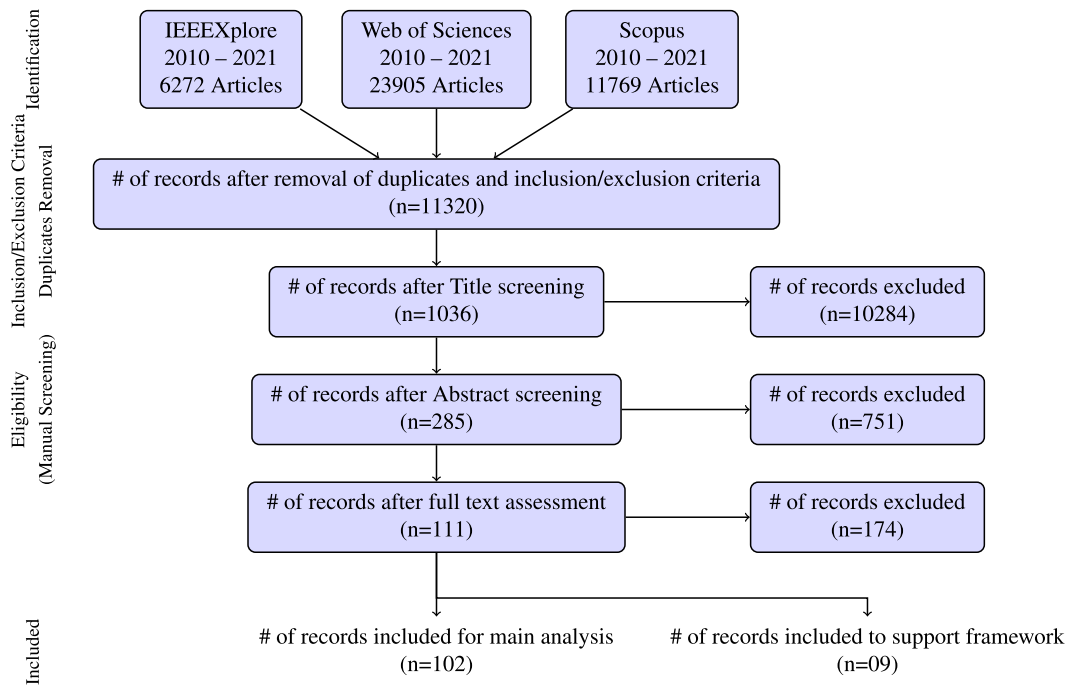 Identification
IEEEXplore
2010 – 2021
6272 Articles
Web of Sciences
2010 – 2021
23905 Articles
Scopus
2010 – 2021
11769 Articles
Inclusion/Exclusion Criteria
Duplicates Removal
# of records after removal of duplicates and inclusion/exclusion criteria
(n=11320)
# of records after Title screening
(n=1036)
# of records excluded
(n=10284)
Eligibility
(Manual Screening)
# of records after Abstract screening
(n=285)
# of records excluded
(n=751)
# of records after full text assessment
(n=111)
# of records excluded
(n=174)
Included
# of records included for main analysis
(n=102)
# of records included to support framework
(n=09)